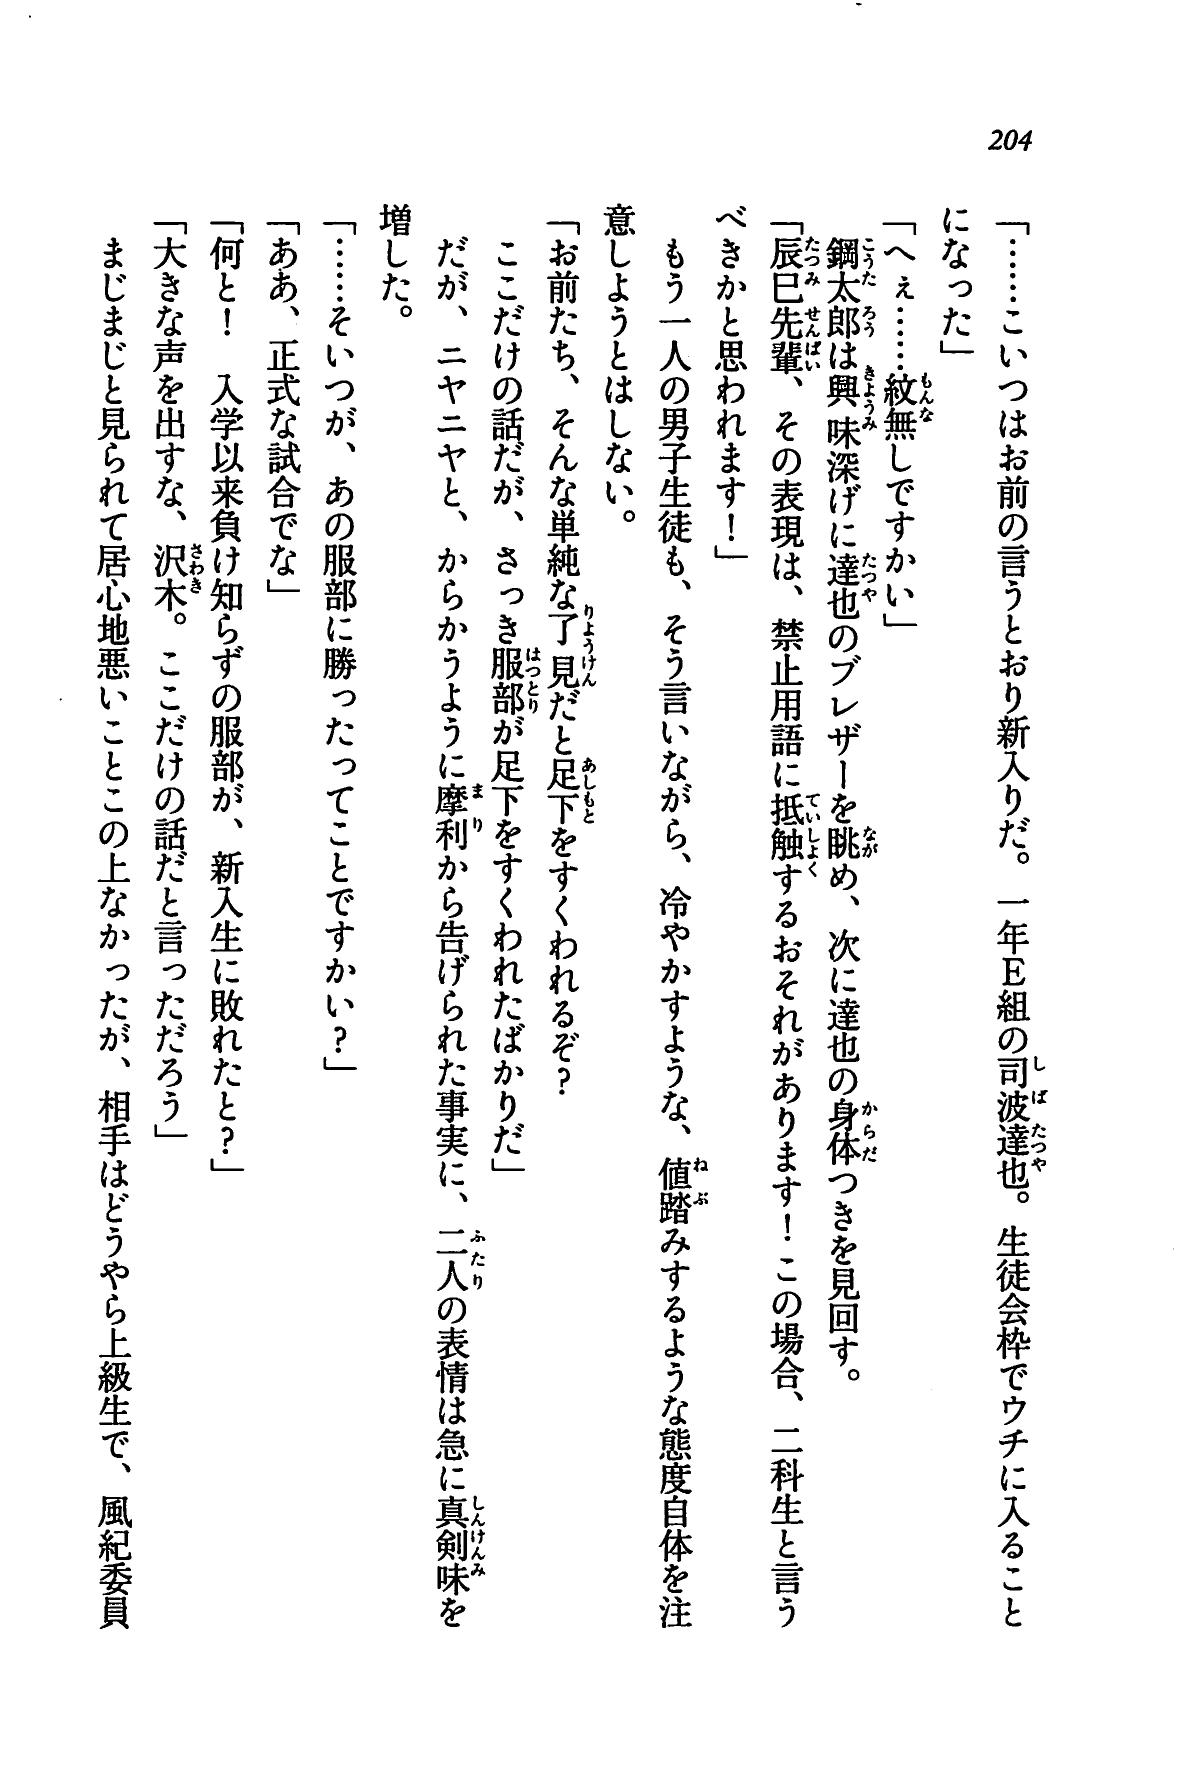 204
「……こいつはお前の言うとおり新入りだ。一年Ｅ組の司波達也。生徒会枠でウチに入ること
になった」
「へぇ……紋無しですかい」
鋼太郎は興味深げに達也のブレザーを眺め、次に達也の身体つきを見回す。
「辰巳先輩、その表現は、禁止用語に抵触するおそれがあります！この場合、二科生と言う
べきかと思われます！」
もう一人の男子生徒も、そう言いながら、冷やかすような、値踏みするような態度自体を注
意しようとはしない。
「お前たち、そんな単純な了見だと足下をすくわれるぞ？
ここだけの話だが、さっき服部が足下をすくわれたばかりだ」
だが、ニヤニヤと、からかうように摩利から告げられた事実に、二人の表情は急に真剣味を
増した。
「……そいつが、あの服部に勝ったってことですかい？」
「ああ、正式な試合でな」
「何と！　入学以来負け知らずの服部が、新入生に敗れたと？」
「大きな声を出すな、沢木。ここだけの話だと言っただろう」
まじまじと見られて居心地悪いことこの上なかったが、相手はどうやら上級生で、風紀委員